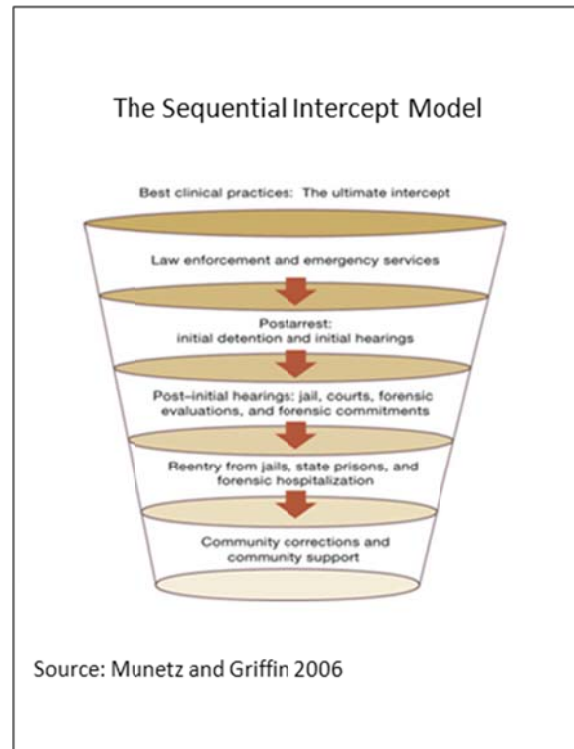 The Sequential Intercept Model
Best clinical practices: The ultimate intercept
Law enforcement and emergency services
Postarrest:
initial detention and initial hearings
Post–initial hearings: jail, courts, forensic
evaluations, and forensic commitments
Reentry from jails, state prisons, and
forensic hospitalization
Community corrections and
community support
Source: Munetz and Griffin 2006